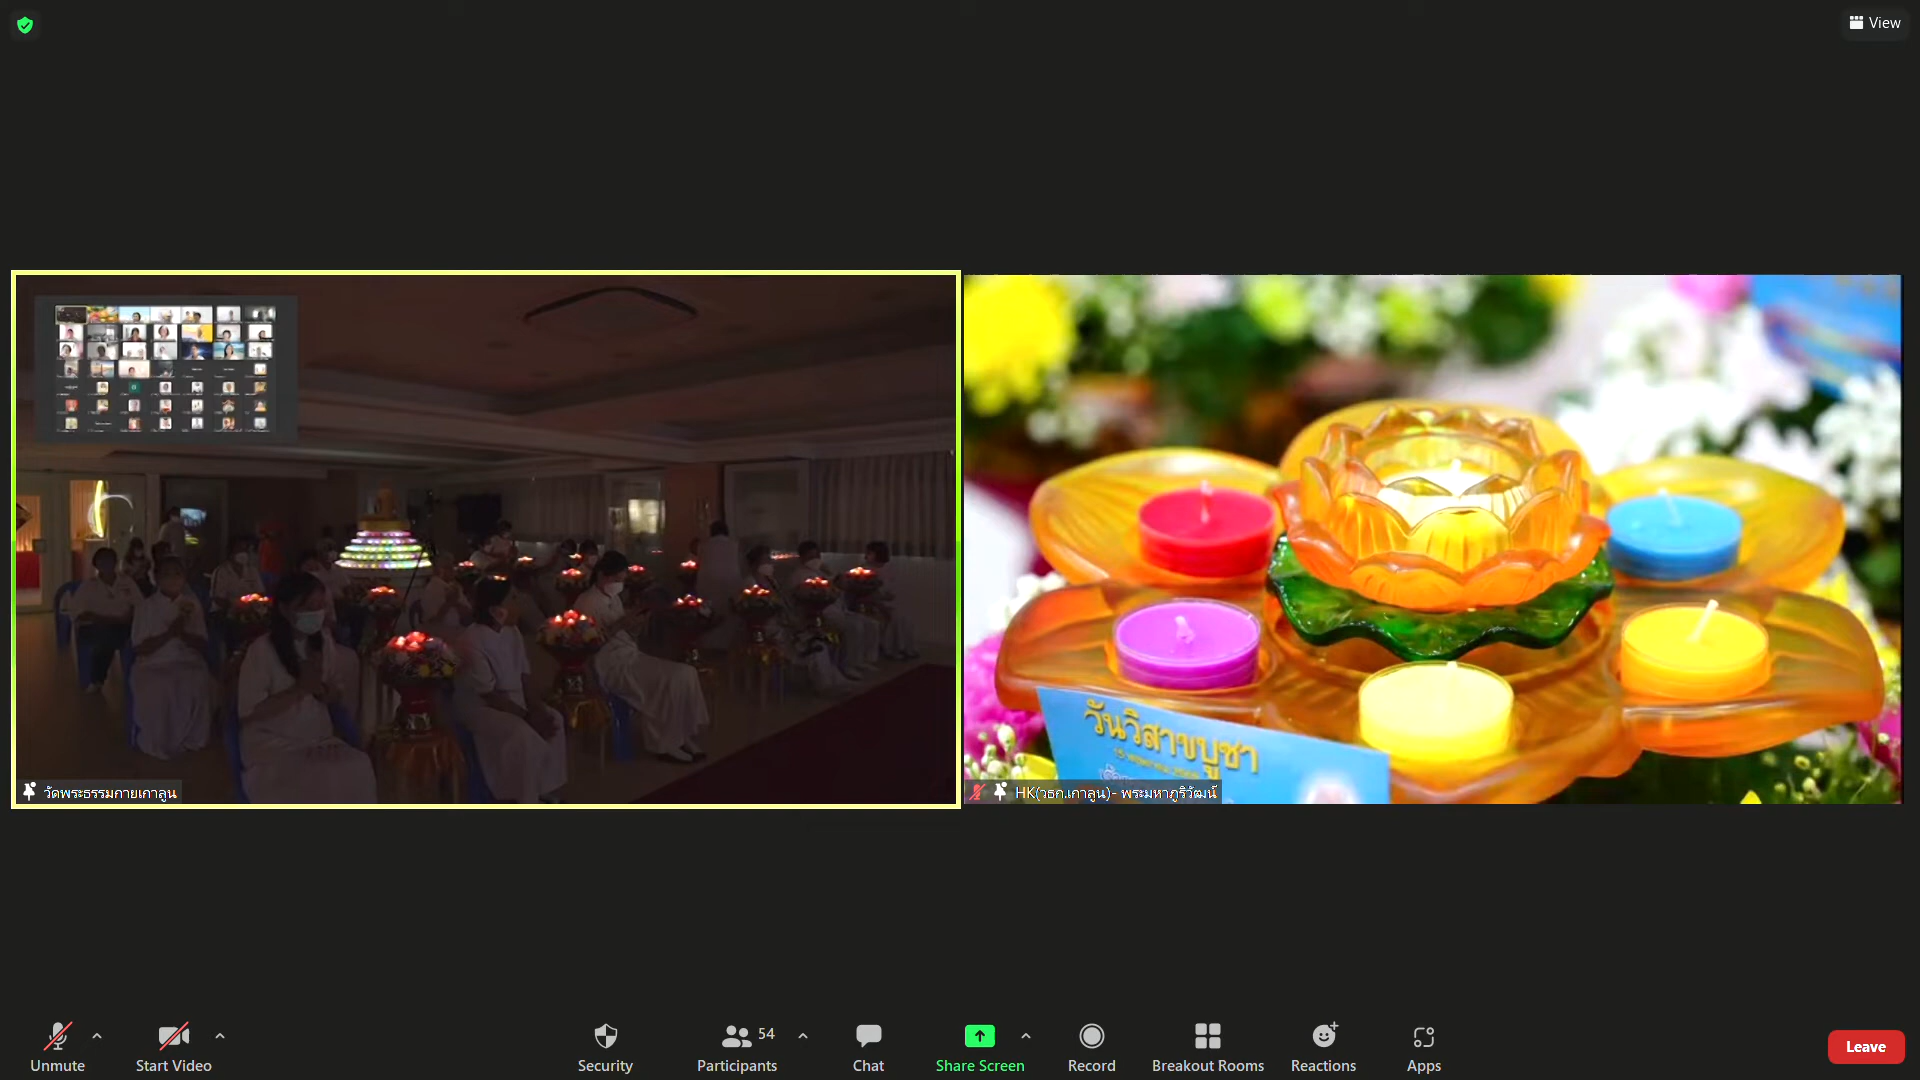 View
วันวิสาขบูชา
วัดพระธรรมกายเกาลูน
HK(วธก.เกาลูน)- พระมหาภูริวัฒน์
Unmute
Start Video
Security
54
Participants
Chat
Share Screen
Record
Breakout Rooms
Reactions
Apps
Leave